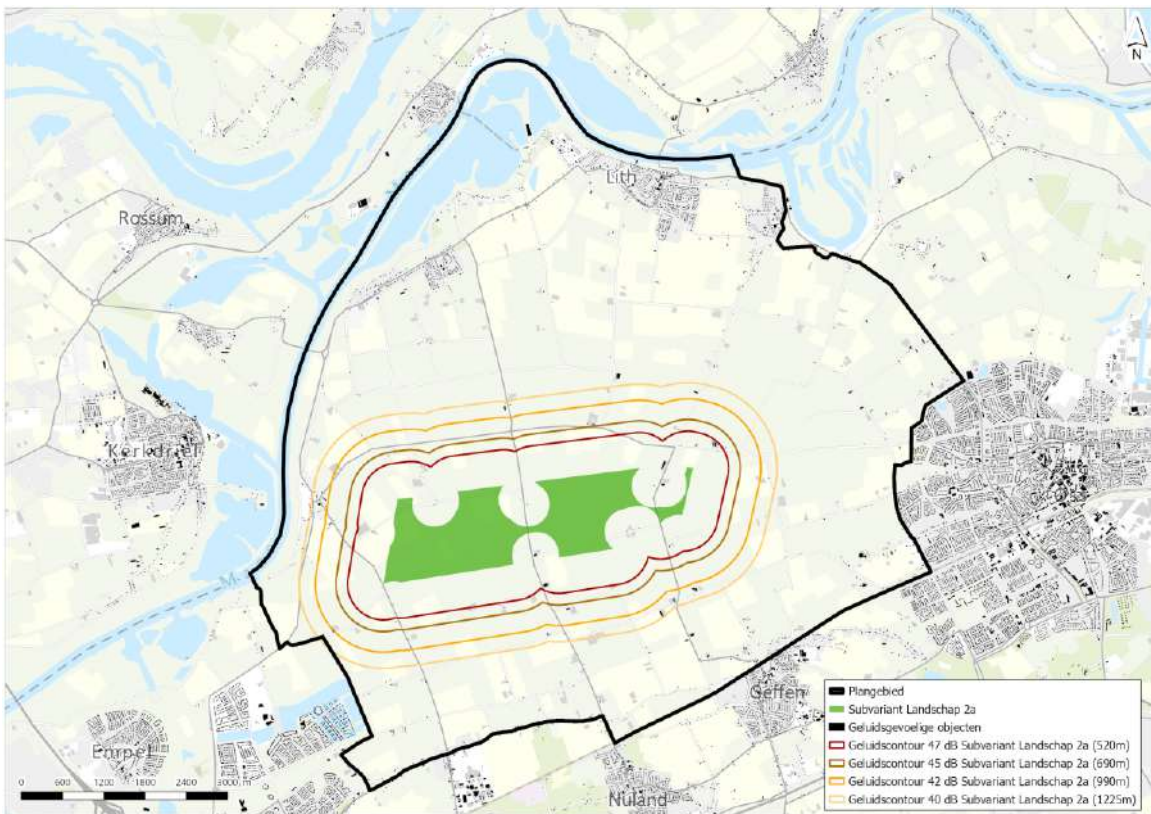 N
Lith
Rossum
Kerkdriel
M
Geffen
Empel
Nuland
Plangebied
Subvariant Landschap 2a
Geluidsgevoelige objecten
Geluidscontour 47 dB Subvariant Landschap 2a (520m)
Geluidscontour 45 dB Subvariant Landschap 2a (690m)
Geluidscontour 42 dB Subvariant Landschap 2a (990m)
Geluidscontour 40 dB Subvariant Landschap 2a (1225m)
0 600 1200 1800 2400 3000 m